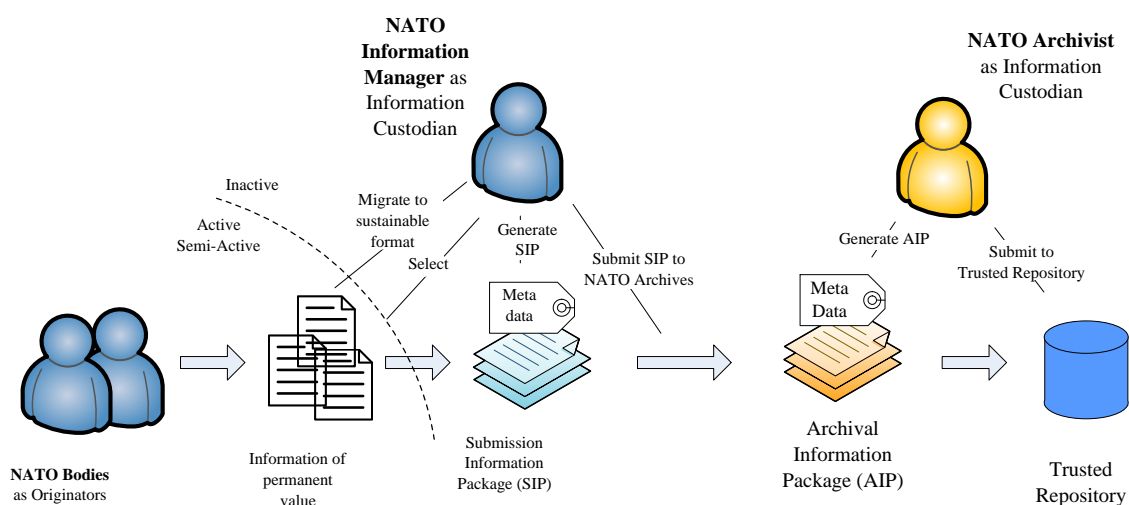 NATO
Information
Manager as
Information
Custodian
NATO Archivist
as Information
Custodian
Inactive
Active
Semi-Active
Migrate to
sustainable
format
Select
Generate
SIP
Submit SIP to
NATO Archives
Generate AIP
Submit to
Trusted Repository
Meta
data
Meta
Data
NATO Bodies
as Originators
Information of
permanent
value
Submission
Information
Package (SIP)
Archival
Information
Package (AIP)
Trusted
Repository